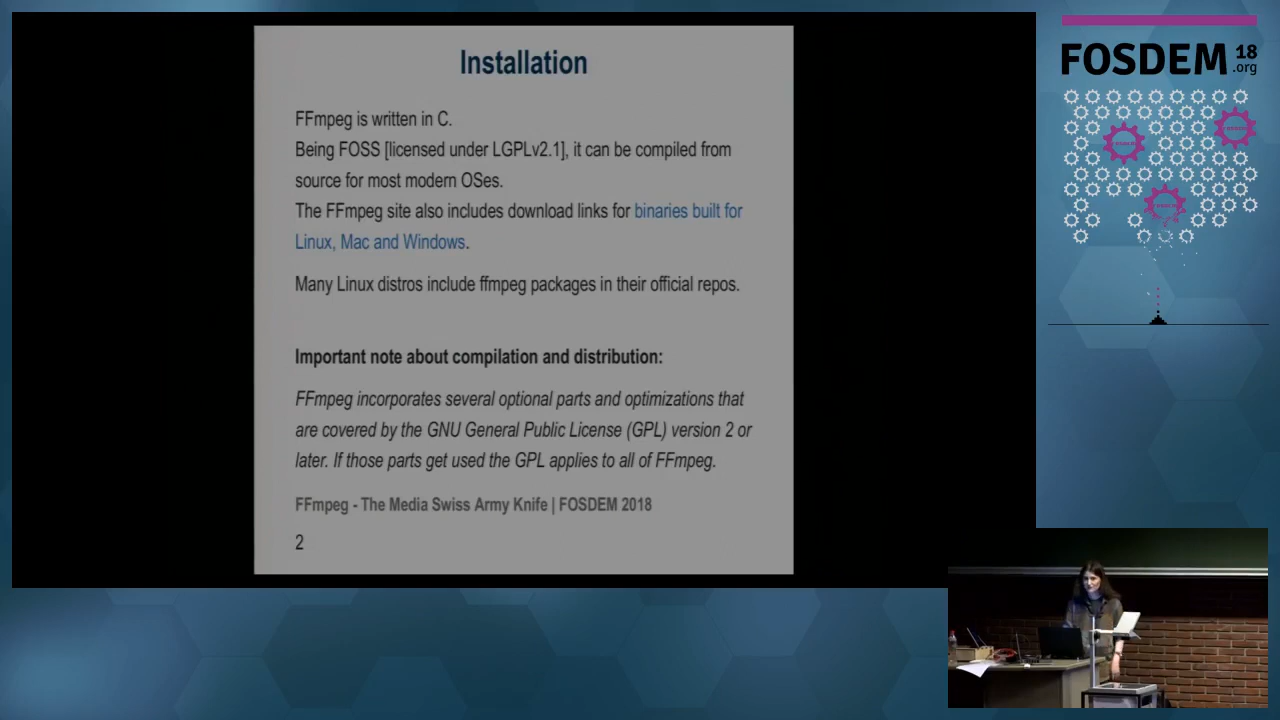 Installation
FFmpeg is written in C.
Being FOSS [licensed under LGPLv2.1], it can be compiled from
source for most modern OSes.
The FFmpeg site also includes download links for binaries built for
Linux, Mac and Windows.
Many Linux distros include ffmpeg packages in their official repos.
Important note about compilation and distribution:
FFmpeg incorporates several optional parts and optimizations that
are covered by the GNU General Public License (GPL) version 2 or
later. If those parts get used the GPL applies to all of FFmpeg.
FFmpeg - The Media Swiss Army Knife | FOSDEM 2018
2
FOSDEM 18
.org